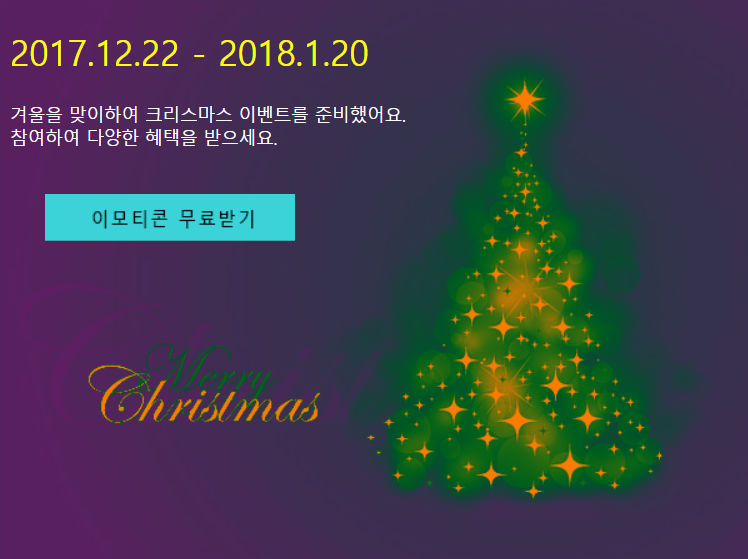 2017.12.22 - 2018.1.20
겨울을 맞이하여 크리스마스 이벤트를 준비했어요.
참여하여 다양한 혜택을 받으세요.
이모티콘 무료받기
Merry
Christmas